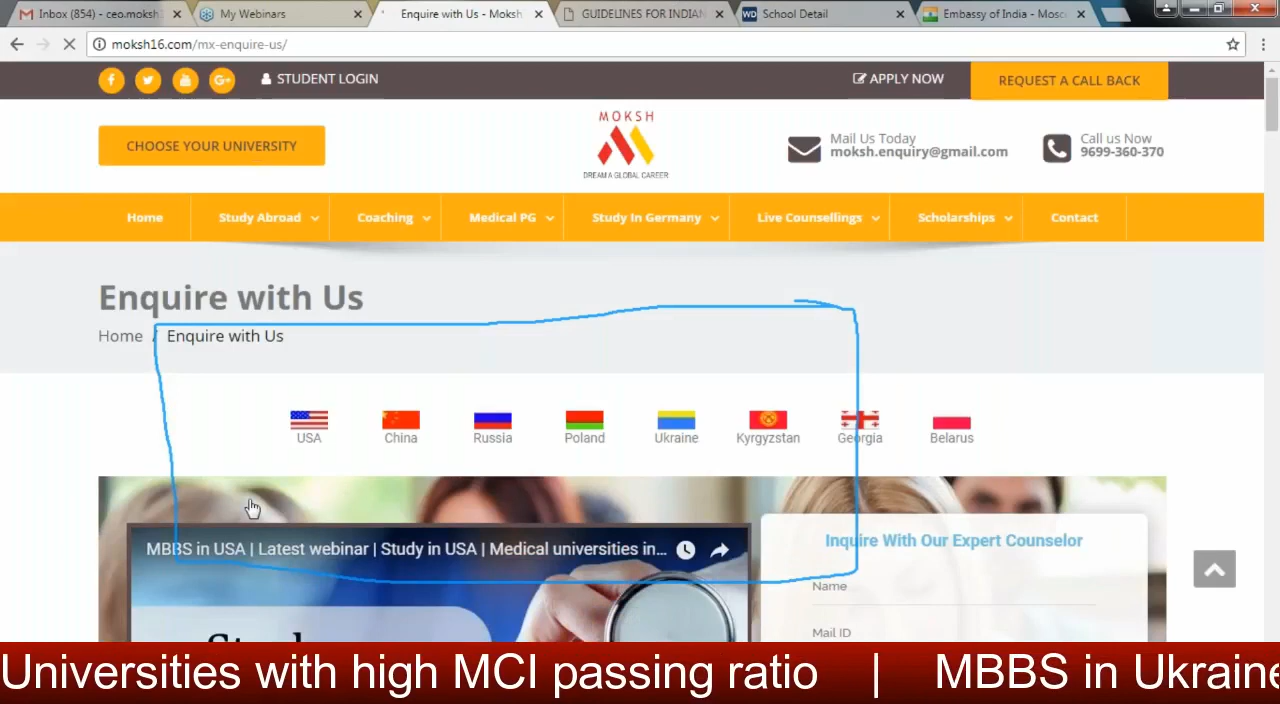 Inbox (854) - ceo.moksh
My Webinars
Enquire with Us - Moksh
GUIDELINES FOR INDIAN
WD School Detail
Embassy of India - Mosc
moksh16.com/mx-enquire-us/
STUDENT LOGIN
APPLY NOW
REQUEST A CALL BACK
CHOOSE YOUR UNIVERSITY
MOKSH
DREAM A GLOBAL CAREER
Mail Us Today
moksh.enquiry@gmail.com
Call us Now
9699-360-370
Home
Study Abroad
Coaching
Medical PG
Study In Germany
Live Counsellings
Scholarships
Contact
Enquire with Us
Home / Enquire with Us
USA
China
Russia
Poland
Ukraine
Kyrgyzstan
Georgia
Belarus
MBBS in USA | Latest webinar | Study in USA | Medical universities in...
Inquire With Our Expert Counselor
Name
Mail ID
Universities with high MCI passing ratio | MBBS in Ukraine